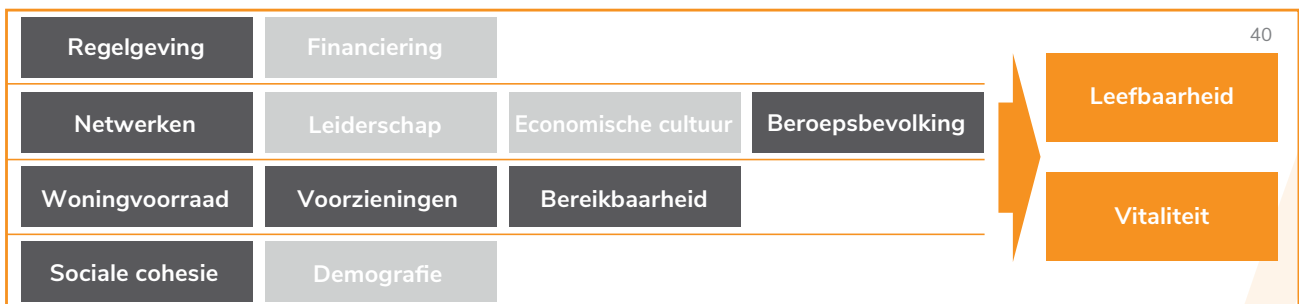 40
Regelgeving
Financiering
Netwerken
Leiderschap
Economische cultuur
Beroepsbevolking
Woningvoorraad
Voorzieningen
Bereikbaarheid
Sociale cohesie
Demografie
Leefbaarheid
Vitaliteit